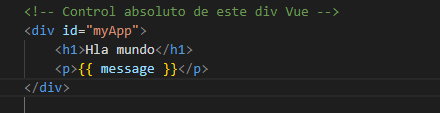 <!-- Control absoluto de este div Vue -->
<div id="myApp">
<h1>Hla mundo</h1>
<p>{{ message }}</p>
</div>